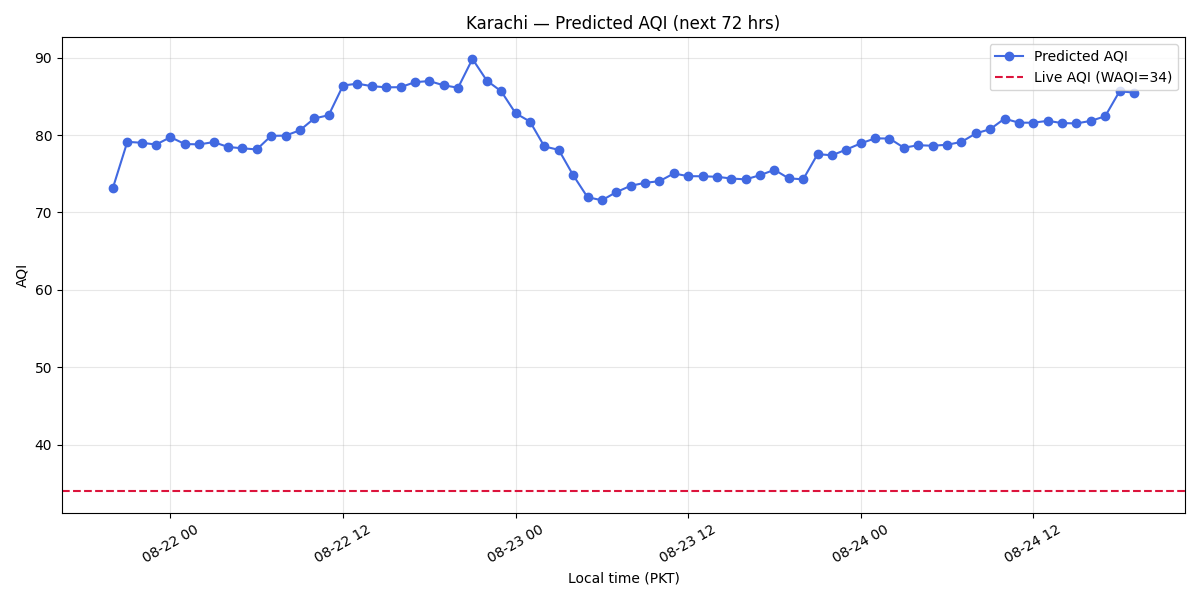 Karachi — Predicted AQI (next 72 hrs)
Predicted AQI
Live AQI (WAQI=34)
90
80
70
60
50
40
AQI
08-22 00
08-22 12
08-23 00
08-23 12
08-24 00
08-24 12
Local time (PKT)